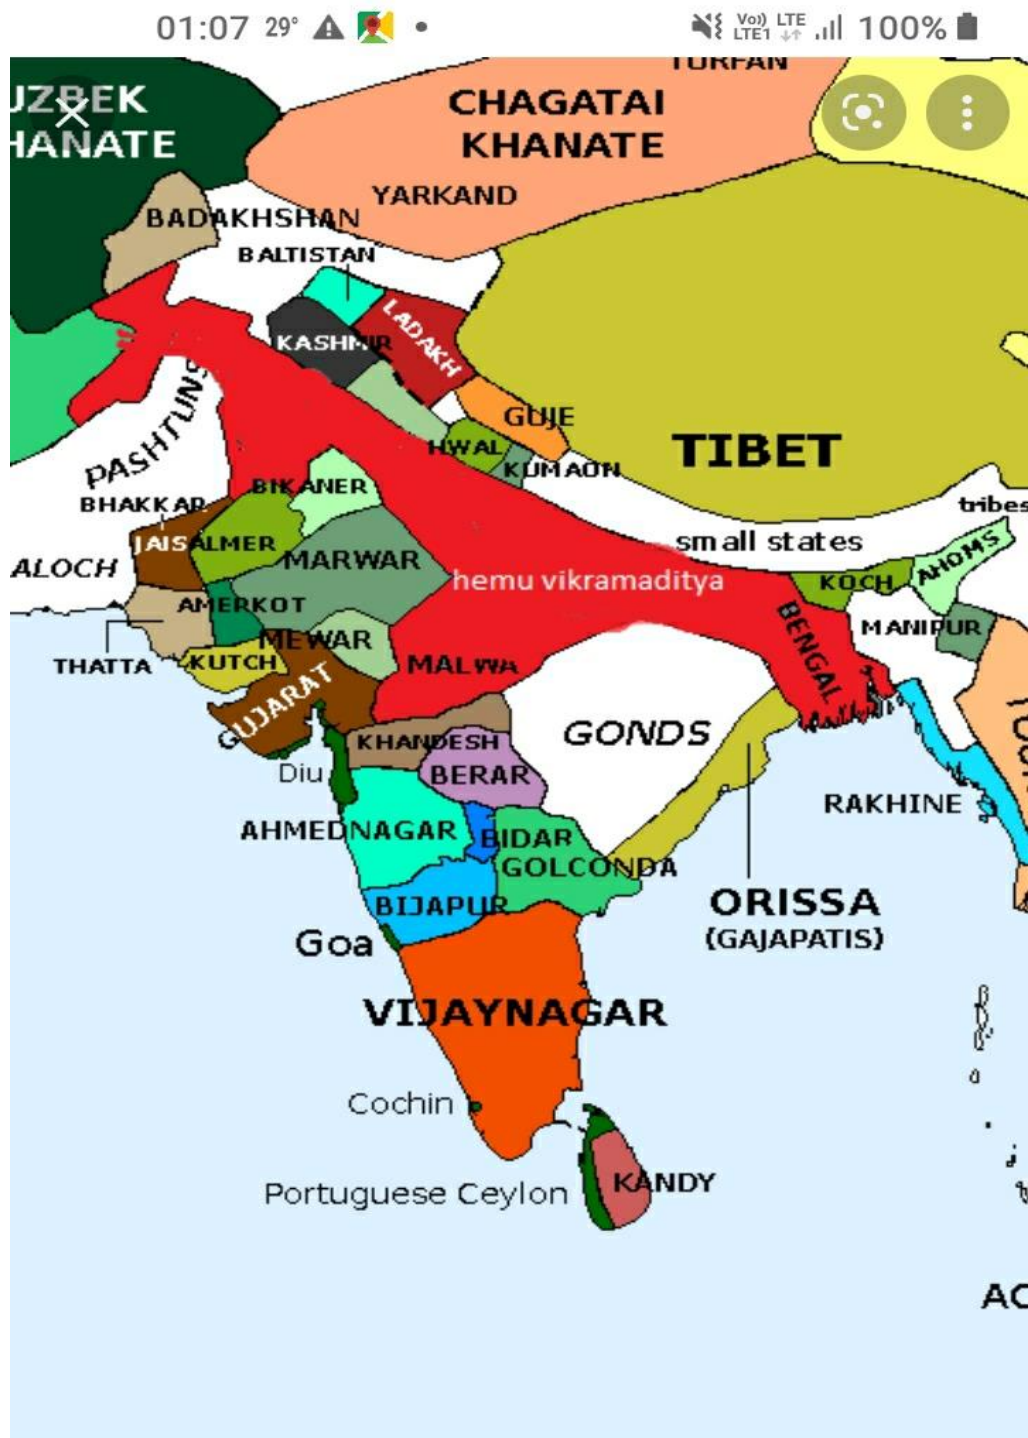 01:07 29° Vo)) LTE 100%
LTE1
TURFAN
UZBEK
HANATE
CHAGATAI
KHANATE
YARKAND
BADAKHSHAN
BALTISTAN
LADAKH
KASHMIR
GUJE
HWAL
KUMAON
TIBET
PASHTUNS
BIKANER
BHAKKAR
JAISALMER
tribes
small states
MARWAR
ALOCH
hemu vikramaditya
KOCH
AHOMS
AMERKOT
BENGAL
MANIPUR
MEWAR
THATTA
KUTCH
MALWA
GUJARAT
GONDS
KHANDESH
Diu
BERAR
RAKHINE
AHMEDNAGAR
BIDAR
GOLCONDA
BIJAPUR
ORISSA
(GAJAPATIS)
Goa
VIJAYNAGAR
Cochin
KANDY
Portuguese Ceylon
AC